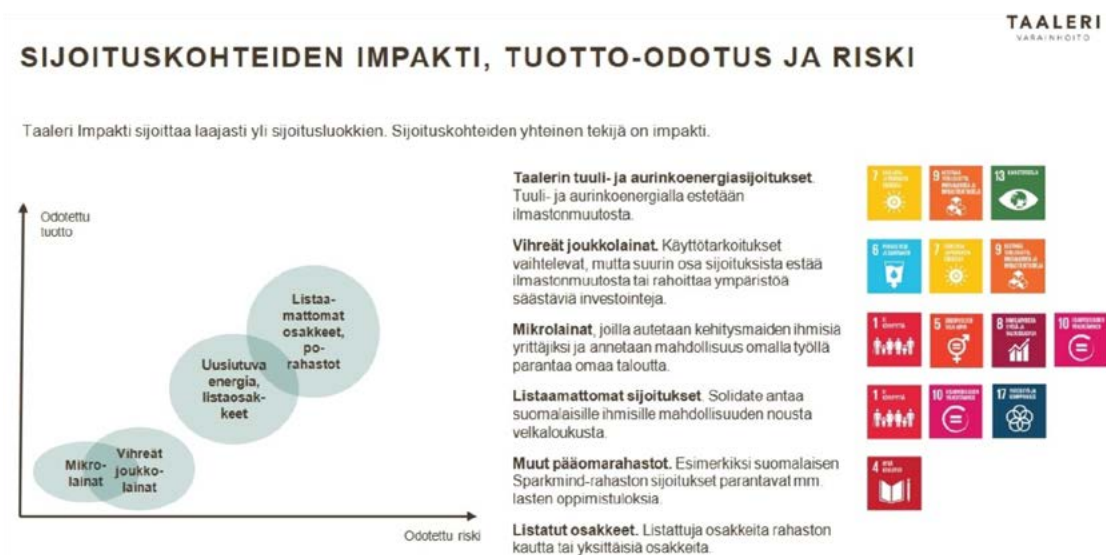 TAALERI
VARAINHOITO
SIJOITUSKOHTEIDEN IMPAKTI, TUOTTO-ODOTUS JA RISKI
Taaleri Impakti sijoittaa laajasti yli sijoitusluokkien. Sijoituskohteiden yhteinen tekijä on impakti.
Odotettu
tuotto
Listaa-
mattomat
osakkeet,
po-
rahastot
Uusiutuva
energia,
listaosak-
keet
Mikro-
lainat
Vihreät
joukko-
lainat
Odotettu riski
Taalerin tuuli- ja aurinkoenergiasijoitukset.
Tuuli- ja aurinkoenergialla estetään
ilmastonmuutosta.
7
9
13
Vihreät joukkolainat. Käyttötarkoitukset
vaihtelevat, mutta suurin osa sijoituksista estää
ilmastonmuutosta tai rahoittaa ympäristöä
säästäviä investointeja.
6
7
9
Mikrolainat, joilla autetaan kehitysmaiden ihmisiä
yrittäjiksi ja annetaan mahdollisuus omalla työllä
parantaa omaa taloutta.
1
5
8
10
Listaamattomat sijoitukset. Solidate antaa
suomalaisille ihmisille mahdollisuuden nousta
velkaloukusta.
1
10
17
Muut pääomarahastot. Esimerkiksi suomalaisen
Sparkmind-rahaston sijoitukset parantavat mm.
lasten oppimistuloksia.
4
Listatut osakkeet. Listattuja osakkeita rahaston
kautta tai yksittäisiä osakkeita.